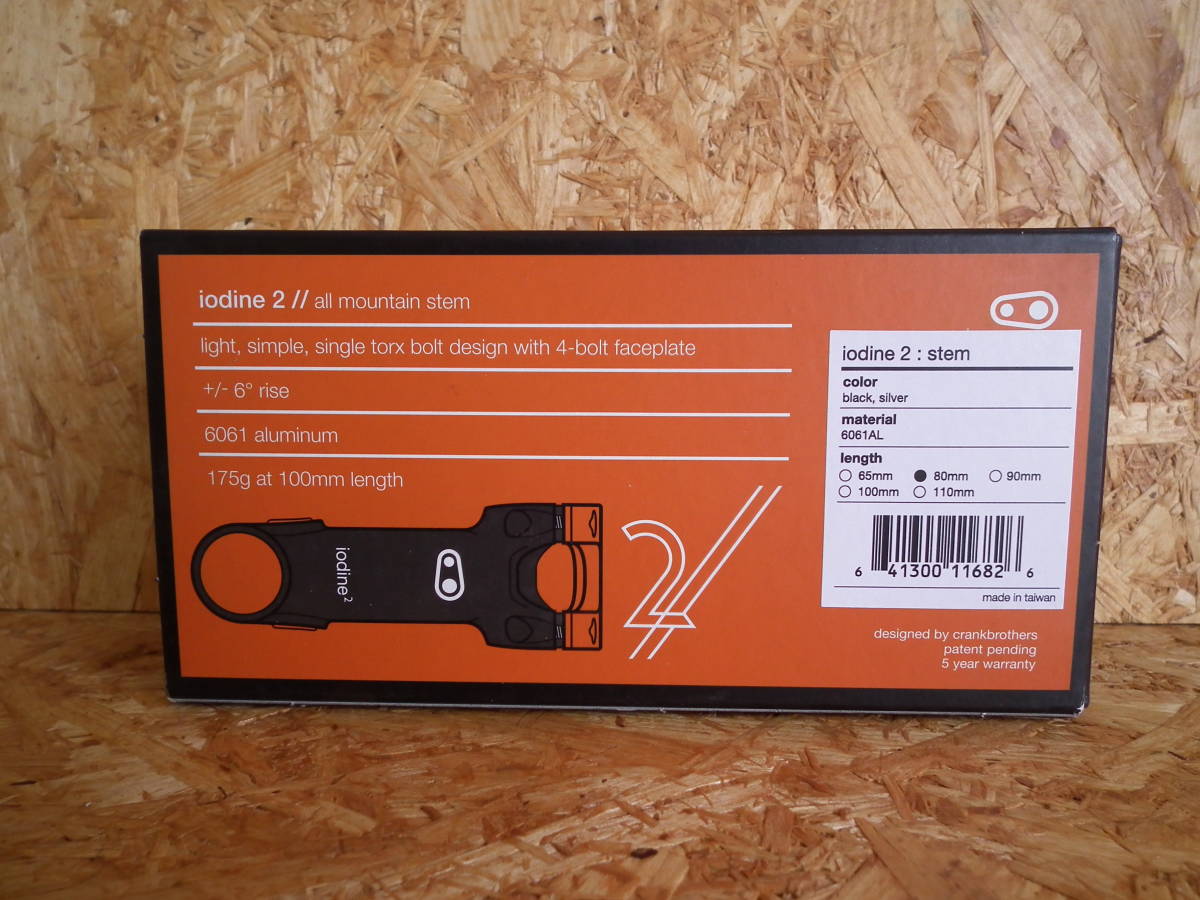 iodine 2 // all mountain stem
light, simple, single torx bolt design with 4-bolt faceplate
+/- 6° rise
6061 aluminum
175g at 100mm length
iodine²
2
iodine 2 : stem
color
black, silver
material
6061AL
length
65mm 80mm 90mm
100mm 110mm
6 41300 11682 6
made in taiwan
designed by crankbrothers
patent pending
5 year warranty